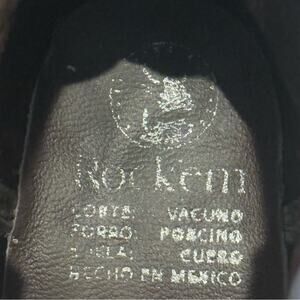 Rockem
CORTE: VACUNO
FORRO: PORCINO
SUELA: CUERO
HECHO EN MEXICO